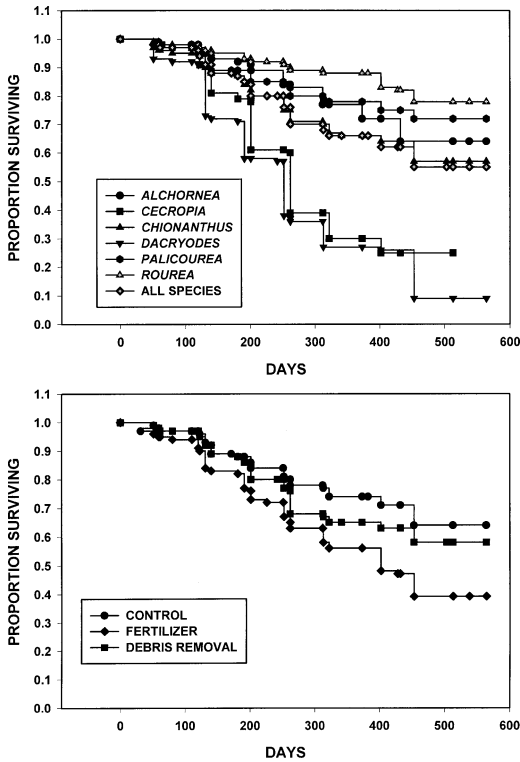 1.1
1.0
0.9
0.8
0.7
0.6
0.5
0.4
0.3
0.2
0.1
0.0
PROPORTION SURVIVING
ALCHORNEA
CECROPIA
CHIONANTHUS
DACRYODES
PALICOUREA
ROUREA
ALL SPECIES
0 100 200 300 400 500 600
DAYS
1.1
1.0
0.9
0.8
0.7
0.6
0.5
0.4
0.3
0.2
0.1
0.0
PROPORTION SURVIVING
CONTROL
FERTILIZER
DEBRIS REMOVAL
0 100 200 300 400 500 600
DAYS